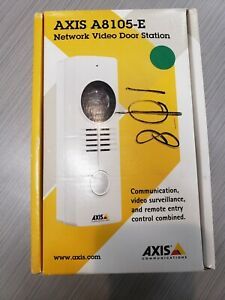 AXIS A8105-E
Network Video Door Station
AXIS
Communication,
video surveillance,
and remote entry
control combined.
www.axis.com
AXIS
COMMUNICATIONS